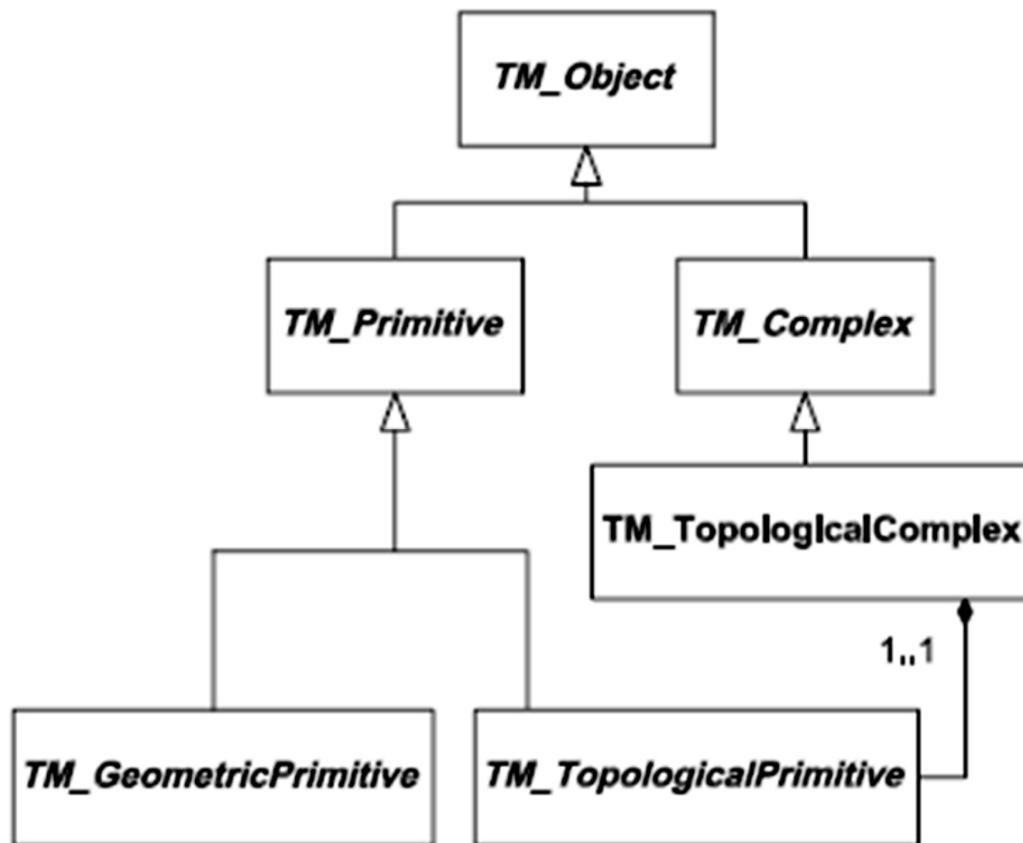 TM_Object
TM_Primitive
TM_Complex
TM_TopologicalComplex
1,,1
TM_GeometricPrimitive
TM_TopologicalPrimitive